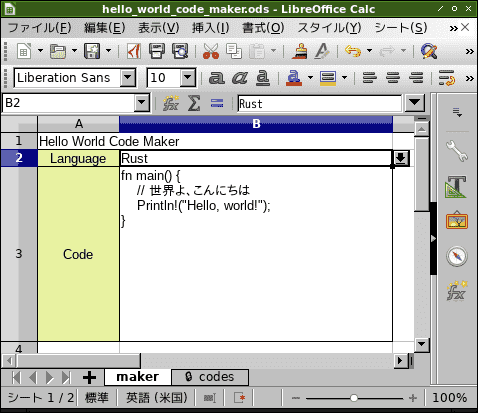 hello_world_code_maker.ods - LibreOffice Calc
ファイル(F) 編集(E) 表示(V) 挿入(I) 書式(O) スタイル(Y) シート(S) »
Liberation Sans 10 a a a »
B2 Rust
A B
1 Hello World Code Maker
2 Language Rust
3 Code
fn main() {
// 世界よ、こんにちは
Println!("Hello, world!");
}
4
maker codes
シート 1 / 2 標準 英語 (米国) 100%